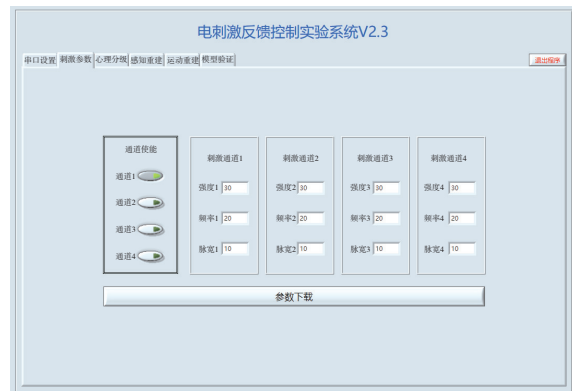 电刺激反馈控制实验系统V2.3
串口设置 刺激参数 心理分级 感知重建 运动重建 模型验证 退出程序
通道使能
通道1
通道2
通道3
通道4
刺激通道1
强度1 30
频率1 20
脉宽1 10
刺激通道2
强度2 30
频率2 20
脉宽2 10
刺激通道3
强度3 30
频率3 20
脉宽3 10
刺激通道4
强度4 30
频率4 20
脉宽4 10
参数下载